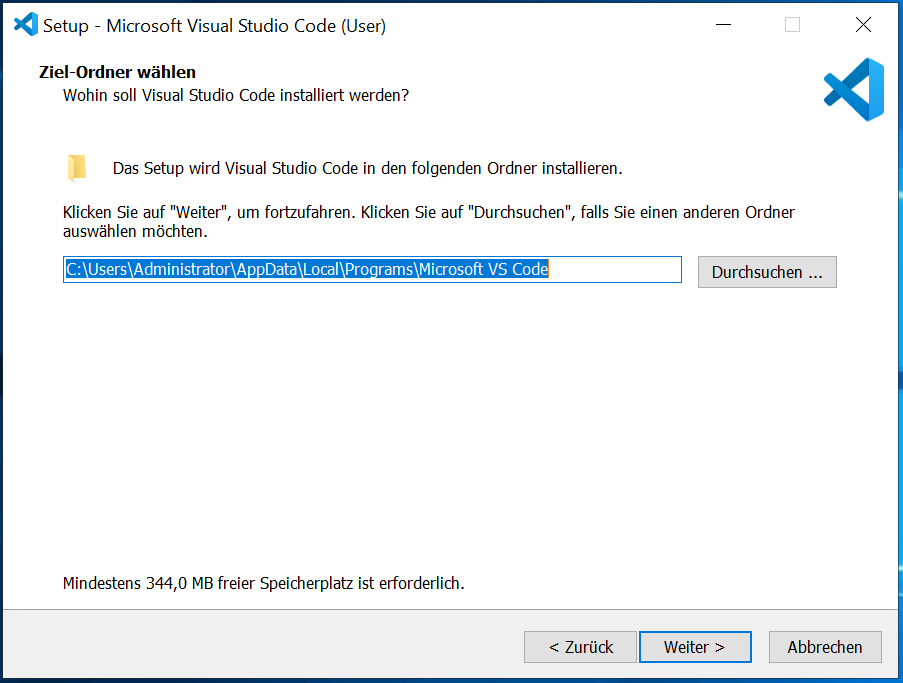 Setup - Microsoft Visual Studio Code (User)
Ziel-Ordner wählen
Wohin soll Visual Studio Code installiert werden?
Das Setup wird Visual Studio Code in den folgenden Ordner installieren.
Klicken Sie auf "Weiter", um fortzufahren. Klicken Sie auf "Durchsuchen", falls Sie einen anderen Ordner
auswählen möchten.
C:\Users\Administrator\AppData\Local\Programs\Microsoft VS Code
Durchsuchen ...
Mindestens 344,0 MB freier Speicherplatz ist erforderlich.
< Zurück
Weiter >
Abbrechen